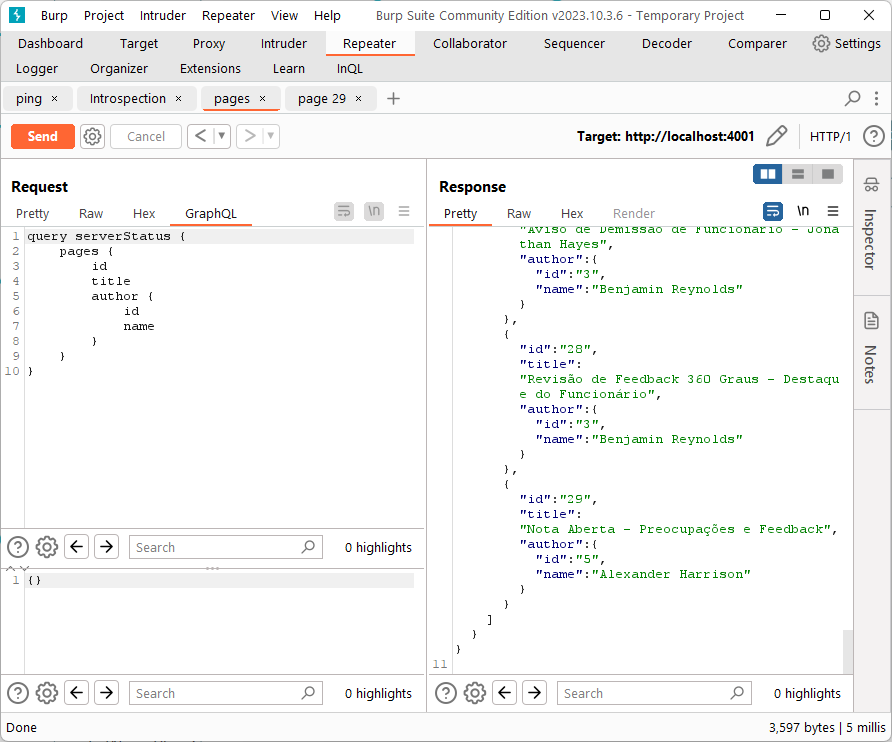 Burp Project Intruder Repeater View Help Burp Suite Community Edition v2023.10.3.6 - Temporary Project
Dashboard Target Proxy Intruder Repeater Collaborator Sequencer Decoder Comparer Settings
Logger Organizer Extensions Learn InQL
ping × Introspection × pages × page 29 × +
Send Cancel < > Target: http://localhost:4001 HTTP/1 ?
Request
Pretty Raw Hex GraphQL \n
1 query serverStatus {
2 pages {
3 id
4 title
5 author {
6 id
7 name
8 }
9 }
10 }
? Search 0 highlights
1 {}
? Search 0 highlights
Response
Pretty Raw Hex Render \n
"Aviso de Demissão de Funcionário - Jona
than Hayes",
"author":{
"id":"3",
"name":"Benjamin Reynolds"
}
},
{
"id":"28",
"title":
"Revisão de Feedback 360 Graus - Destaqu
e do Funcionário",
"author":{
"id":"3",
"name":"Benjamin Reynolds"
}
},
{
"id":"29",
"title":
"Nota Aberta - Preocupações e Feedback",
"author":{
"id":"5",
"name":"Alexander Harrison"
}
}
]
}
}
11
? Search 0 highlights
Inspector
Notes
Done 3,597 bytes | 5 millis